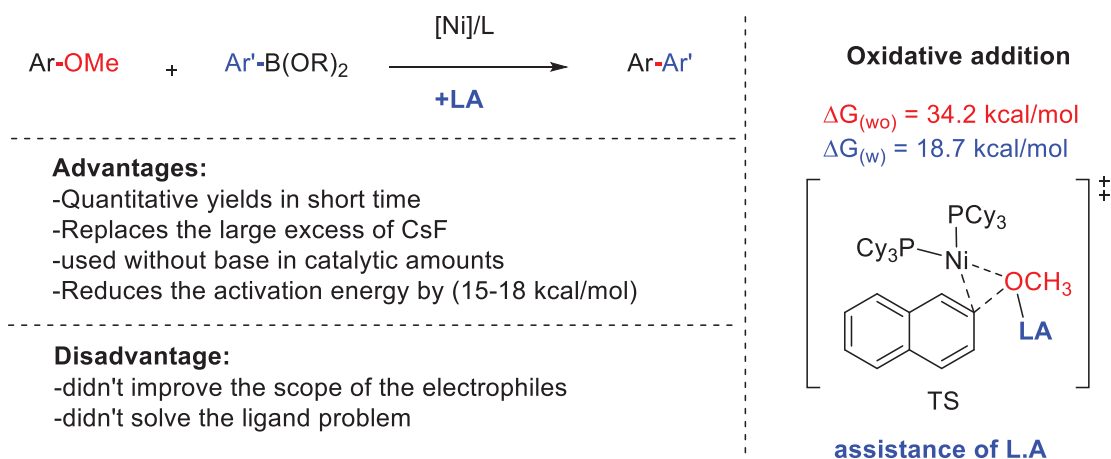 [Ni]/L
Ar-OMe + Ar'-B(OR)2 Ar-Ar'
+LA
Advantages:
-Quantitative yields in short time
-Replaces the large excess of CsF
-used without base in catalytic amounts
-Reduces the activation energy by (15-18 kcal/mol)
Disadvantage:
-didn't improve the scope of the electrophiles
-didn't solve the ligand problem
Oxidative addition
ΔG(wo) = 34.2 kcal/mol
ΔG(w) = 18.7 kcal/mol
‡
PCy3
Cy3P
Ni
OCH3
LA
TS
assistance of L.A